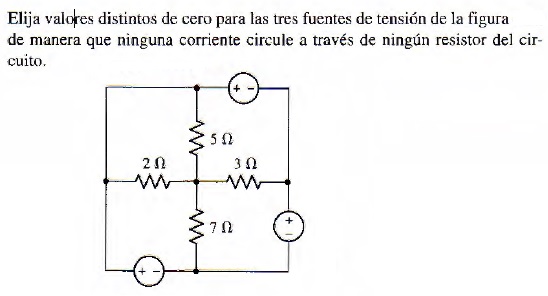 Elija valores distintos de cero para las tres fuentes de tensión de la figura
de manera que ninguna corriente circule a través de ningún resistor del cir-
cuito.
+ −
5 Ω
2 Ω 3 Ω
7 Ω
+
−
+ −